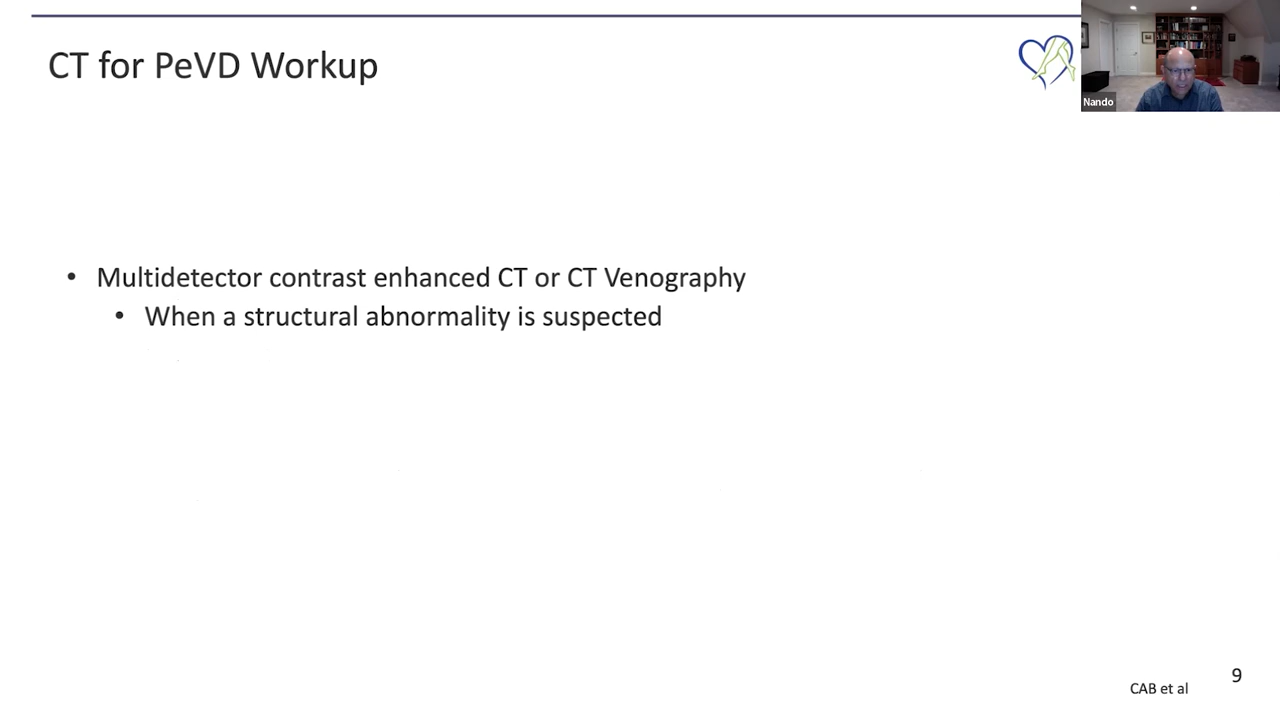 CT for PeVD Workup
Nando
• Multidetector contrast enhanced CT or CT Venography
• When a structural abnormality is suspected
CAB et al
9